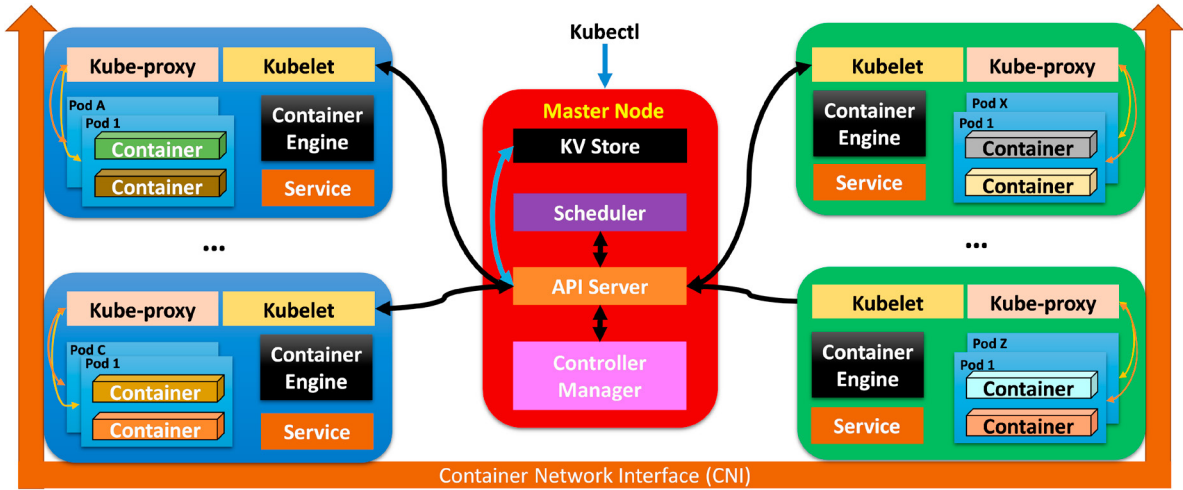 Kubectl
Kube-proxy
Kubelet
Pod A
Pod 1
Container
Container
Container
Engine
Service
...
Kube-proxy
Kubelet
Pod C
Pod 1
Container
Container
Container
Engine
Service
Master Node
KV Store
Scheduler
API Server
Controller
Manager
Kubelet
Kube-proxy
Container
Engine
Service
Pod X
Pod 1
Container
Container
...
Kubelet
Kube-proxy
Container
Engine
Service
Pod Z
Pod 1
Container
Container
Container Network Interface (CNI)